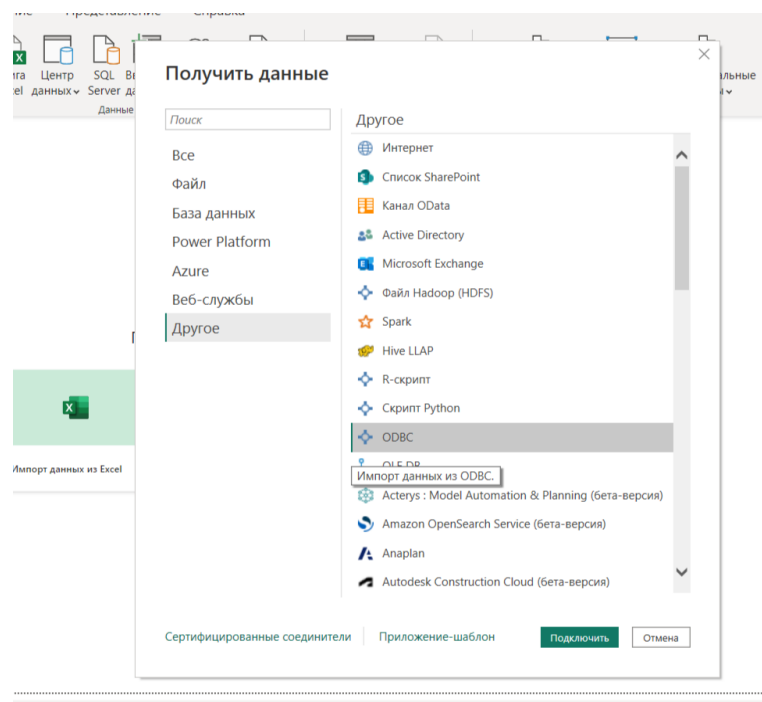 Получить данные
Центр
данных
SQL
Server
Данные
Поиск
Все
Файл
База данных
Power Platform
Azure
Веб-службы
Другое
Другое
Интернет
Список SharePoint
Канал OData
Active Directory
Microsoft Exchange
Файл Hadoop (HDFS)
Spark
Hive LLAP
R-скрипт
Скрипт Python
ODBC
Импорт данных из ODBC.
Acterys : Model Automation & Planning (бета-версия)
Amazon OpenSearch Service (бета-версия)
Anaplan
Autodesk Construction Cloud (бета-версия)
Импорт данных из Excel
Сертифицированные соединители
Приложение-шаблон
Подключить
Отмена